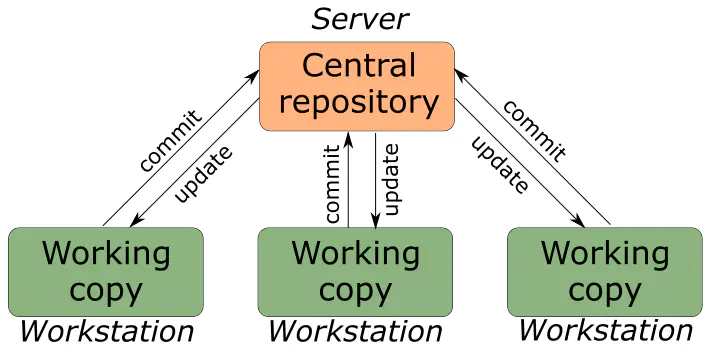 Server
Central
repository
commit
update
commit
update
commit
update
Working
copy
Workstation
Working
copy
Workstation
Working
copy
Workstation